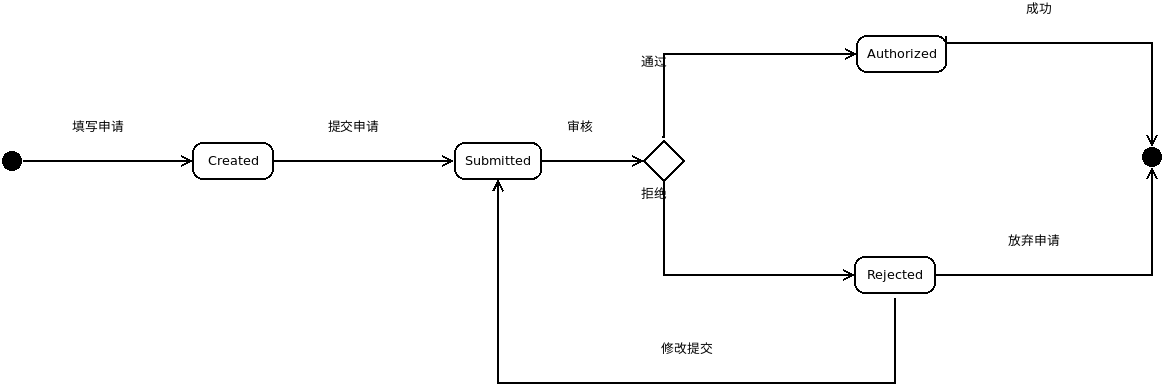 成功
Authorized
通过
填写申请
提交申请
审核
Created
Submitted
拒绝
放弃申请
Rejected
修改提交